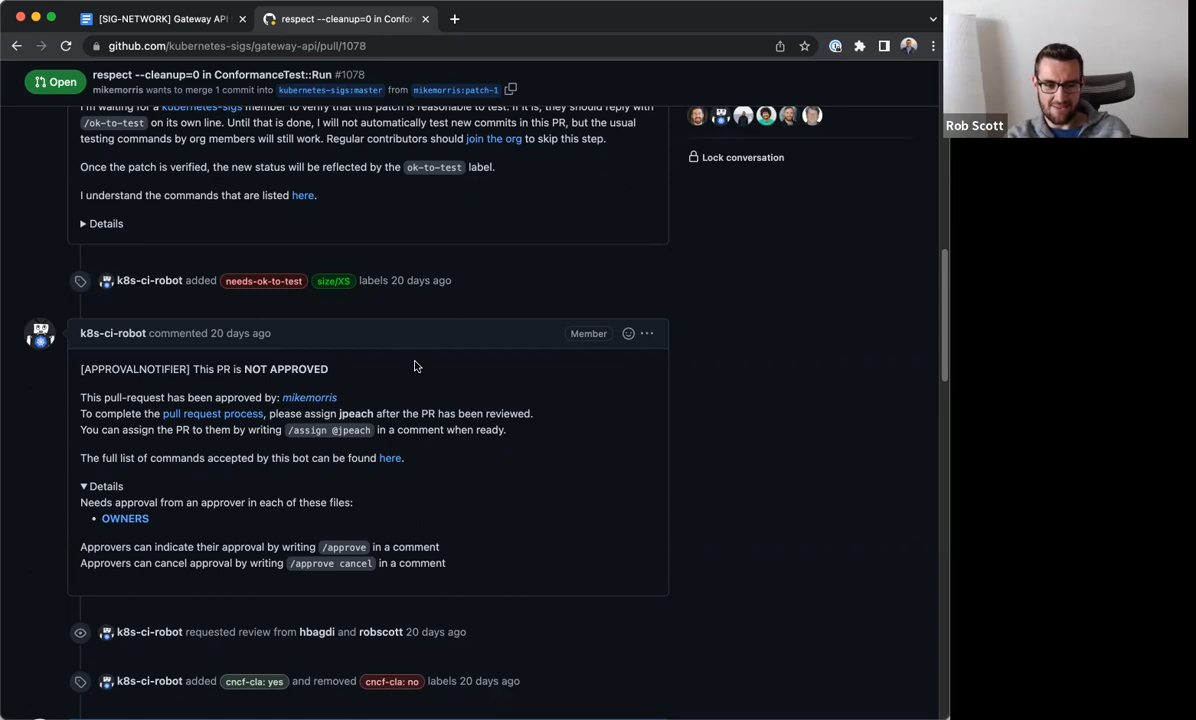 [SIG-NETWORK] Gateway API
respect --cleanup=0 in Confor
github.com/kubernetes-sigs/gateway-api/pull/1078
Open
respect --cleanup=0 in ConformanceTest::Run #1078
mikemorris wants to merge 1 commit into kubernetes-sigs:master from mikemorris:patch-1
I'm waiting for a kubernetes-sigs member to verify that this patch is reasonable to test. If it is, they should reply with
/ok-to-test on its own line. Until that is done, I will not automatically test new commits in this PR, but the usual
testing commands by org members will still work. Regular contributors should join the org to skip this step.
Once the patch is verified, the new status will be reflected by the ok-to-test label.
I understand the commands that are listed here.
Details
Lock conversation
k8s-ci-robot added needs-ok-to-test size/XS labels 20 days ago
k8s-ci-robot commented 20 days ago
Member
[APPROVALNOTIFIER] This PR is NOT APPROVED
This pull-request has been approved by: mikemorris
To complete the pull request process, please assign jpeach after the PR has been reviewed.
You can assign the PR to them by writing /assign @jpeach in a comment when ready.
The full list of commands accepted by this bot can be found here.
Details
Needs approval from an approver in each of these files:
• OWNERS
Approvers can indicate their approval by writing /approve in a comment
Approvers can cancel approval by writing /approve cancel in a comment
k8s-ci-robot requested review from hbagdi and robscott 20 days ago
k8s-ci-robot added cncf-cla: yes and removed cncf-cla: no labels 20 days ago
Rob Scott